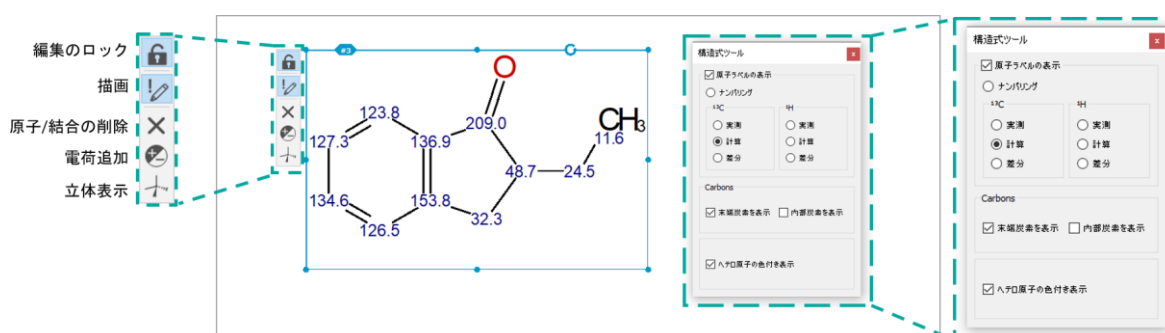 編集のロック
描画
原子/結合の削除
電荷追加
立体表示
#3
O
CH₃
123.8
209.0
11.6
127.3
136.9
48.7
24.5
134.6
153.8
32.3
126.5
構造式ツール
x
原子ラベルの表示
ナンバリング
¹³C
¹H
実測
実測
計算
計算
差分
差分
Carbons
末端炭素を表示
内部炭素を表示
ヘテロ原子の色付き表示
構造式ツール
x
原子ラベルの表示
ナンバリング
¹³C
¹H
実測
実測
計算
計算
差分
差分
Carbons
末端炭素を表示
内部炭素を表示
ヘテロ原子の色付き表示